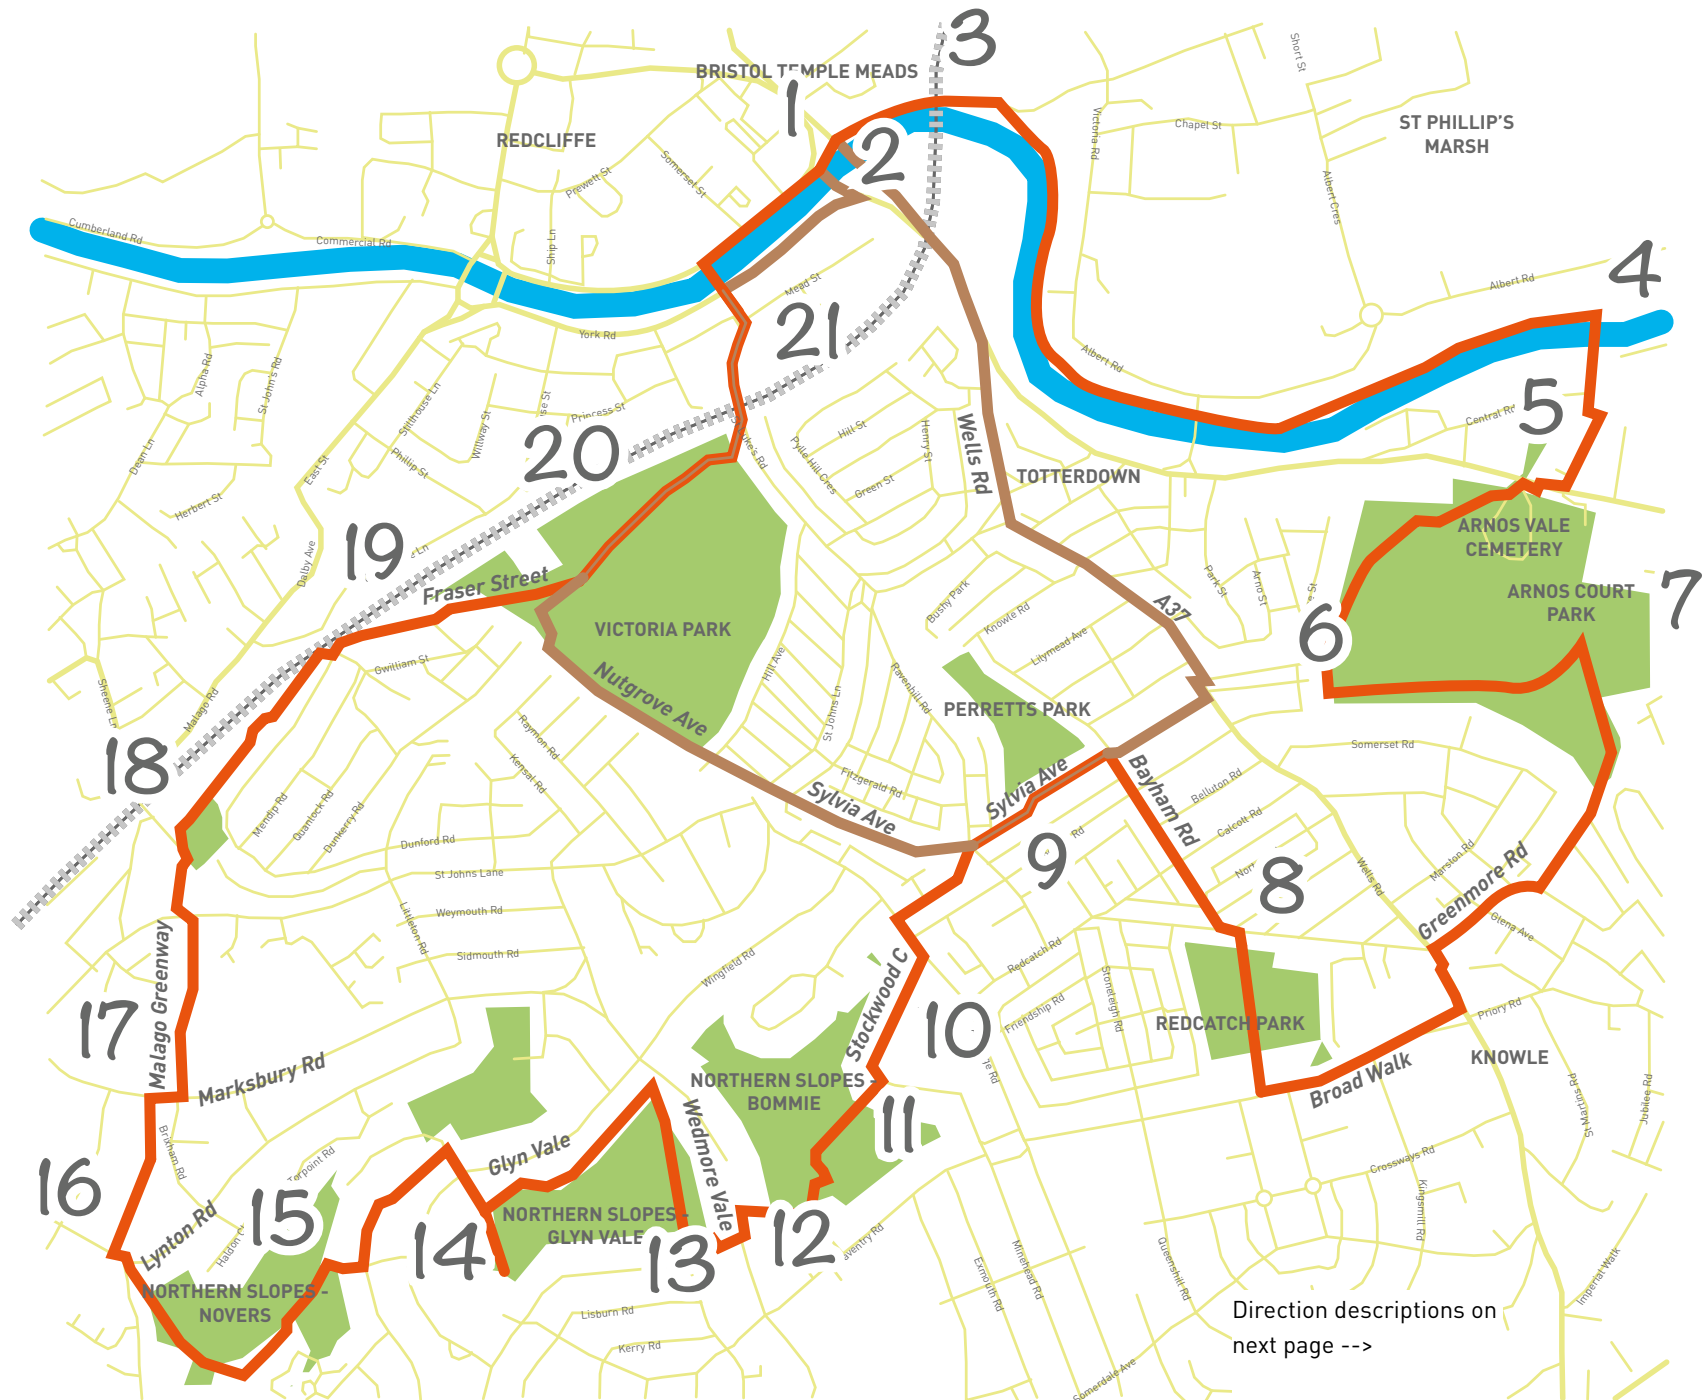 3
BRISTOL TEMPLE MEADS
1
Short St
ST PHILLIP'S
MARSH
REDCLIFFE
Victoria Rd
Chapel St
2
Somerset St
Prewett St
Albert Cres
Cumberland Rd
Commercial Rd
Ship Ln
4
Albert Rd
Mead St
21
York Rd
Albert Rd
Alpha Rd
St John's Rd
Stillhouse Ln
Princess St
5
Central Rd
Willway St
Hill St
Henry St
Wells Rd
Dean Ln
East St
Phillip St
20
Pylle Hill Cres
Green St
TOTTERDOWN
Herbert St
ARNOS VALE
CEMETERY
19
Dalby Ave
Fraser Street
Park St
Arno St
ARNOS COURT
PARK
7
Bushy Park
Knowle Rd
A37
6
VICTORIA PARK
Lilymead Ave
Gwilliam St
Hill Ave
Nutgrove Ave
Ravenhill Rd
St Johns Ln
PERRETTS PARK
Sheene Ln
Malago Rd
Raymon Rd
Kensal Rd
Somerset Rd
18
Fitzgerald Rd
Sylvia Ave
Sylvia Ave
Bayham Rd
Belluton Rd
Mendip Rd
Quantock Rd
Dunkerry Rd
Dunford Rd
Calcott Rd
Rd
9
8
Wells Rd
Marston Rd
Greenmore Rd
St Johns Lane
Weymouth Rd
Littleton Rd
Glena Ave
Sidmouth Rd
Wingfield Rd
Stockwood C
Redcatch Rd
Stoneleigh Rd
Friendship Rd
Malago Greenway
17
10
REDCATCH PARK
Priory Rd
KNOWLE
Marksbury Rd
NORTHERN SLOPES -
BOMMIE
Broad Walk
St Martins Rd
Jubilee Rd
11
Wedmore Vale
Brixham Rd
Torpoint Rd
Glyn Vale
Crossways Rd
16
15
Lynton Rd
14
NORTHERN SLOPES -
GLYN VALE
13
12
Kingsmill Rd
Exmouth Rd
Minehead Rd
Queenshill Rd
Imperial Walk
NORTHERN SLOPES -
NOVERS
Lisburn Rd
Kerry Rd
Somerdale Ave
Direction descriptions on
next page -->